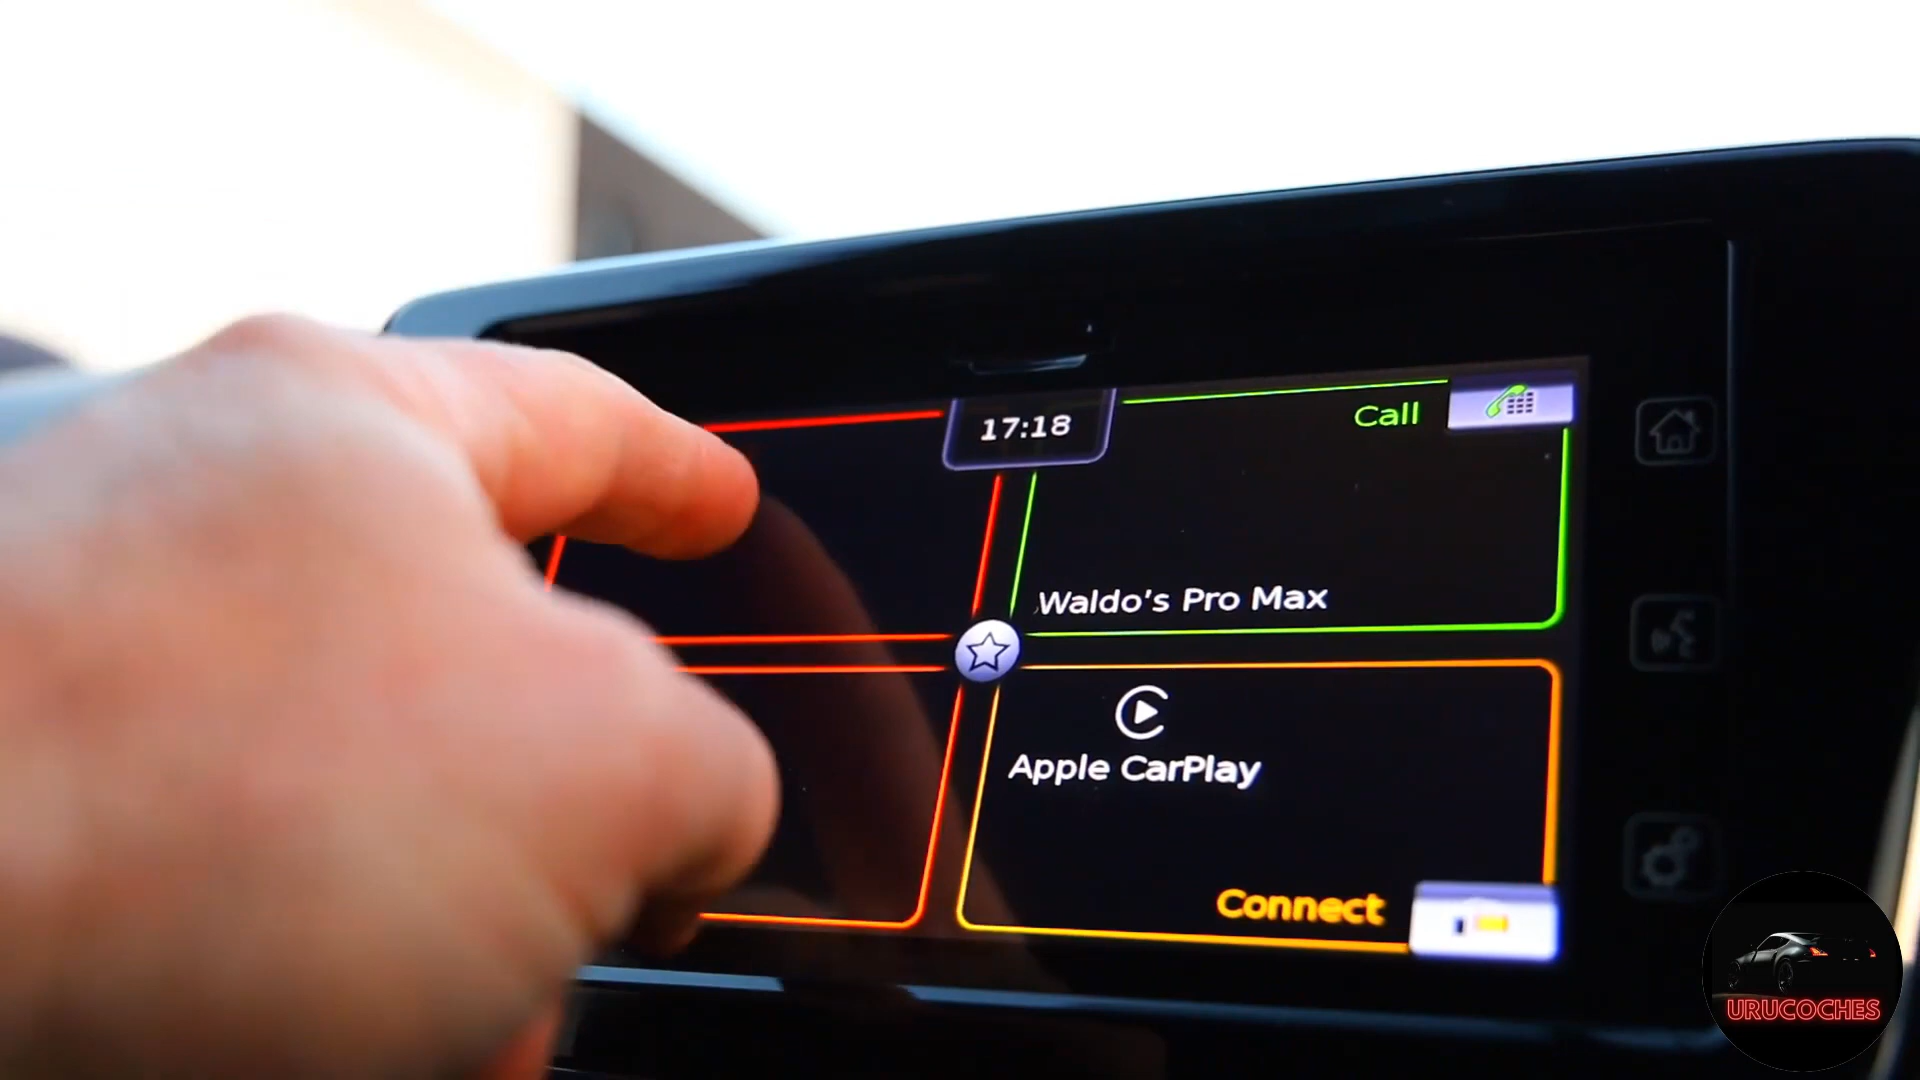 17:18
Call
Waldo's Pro Max
Apple CarPlay
Connect
URUCOCHES